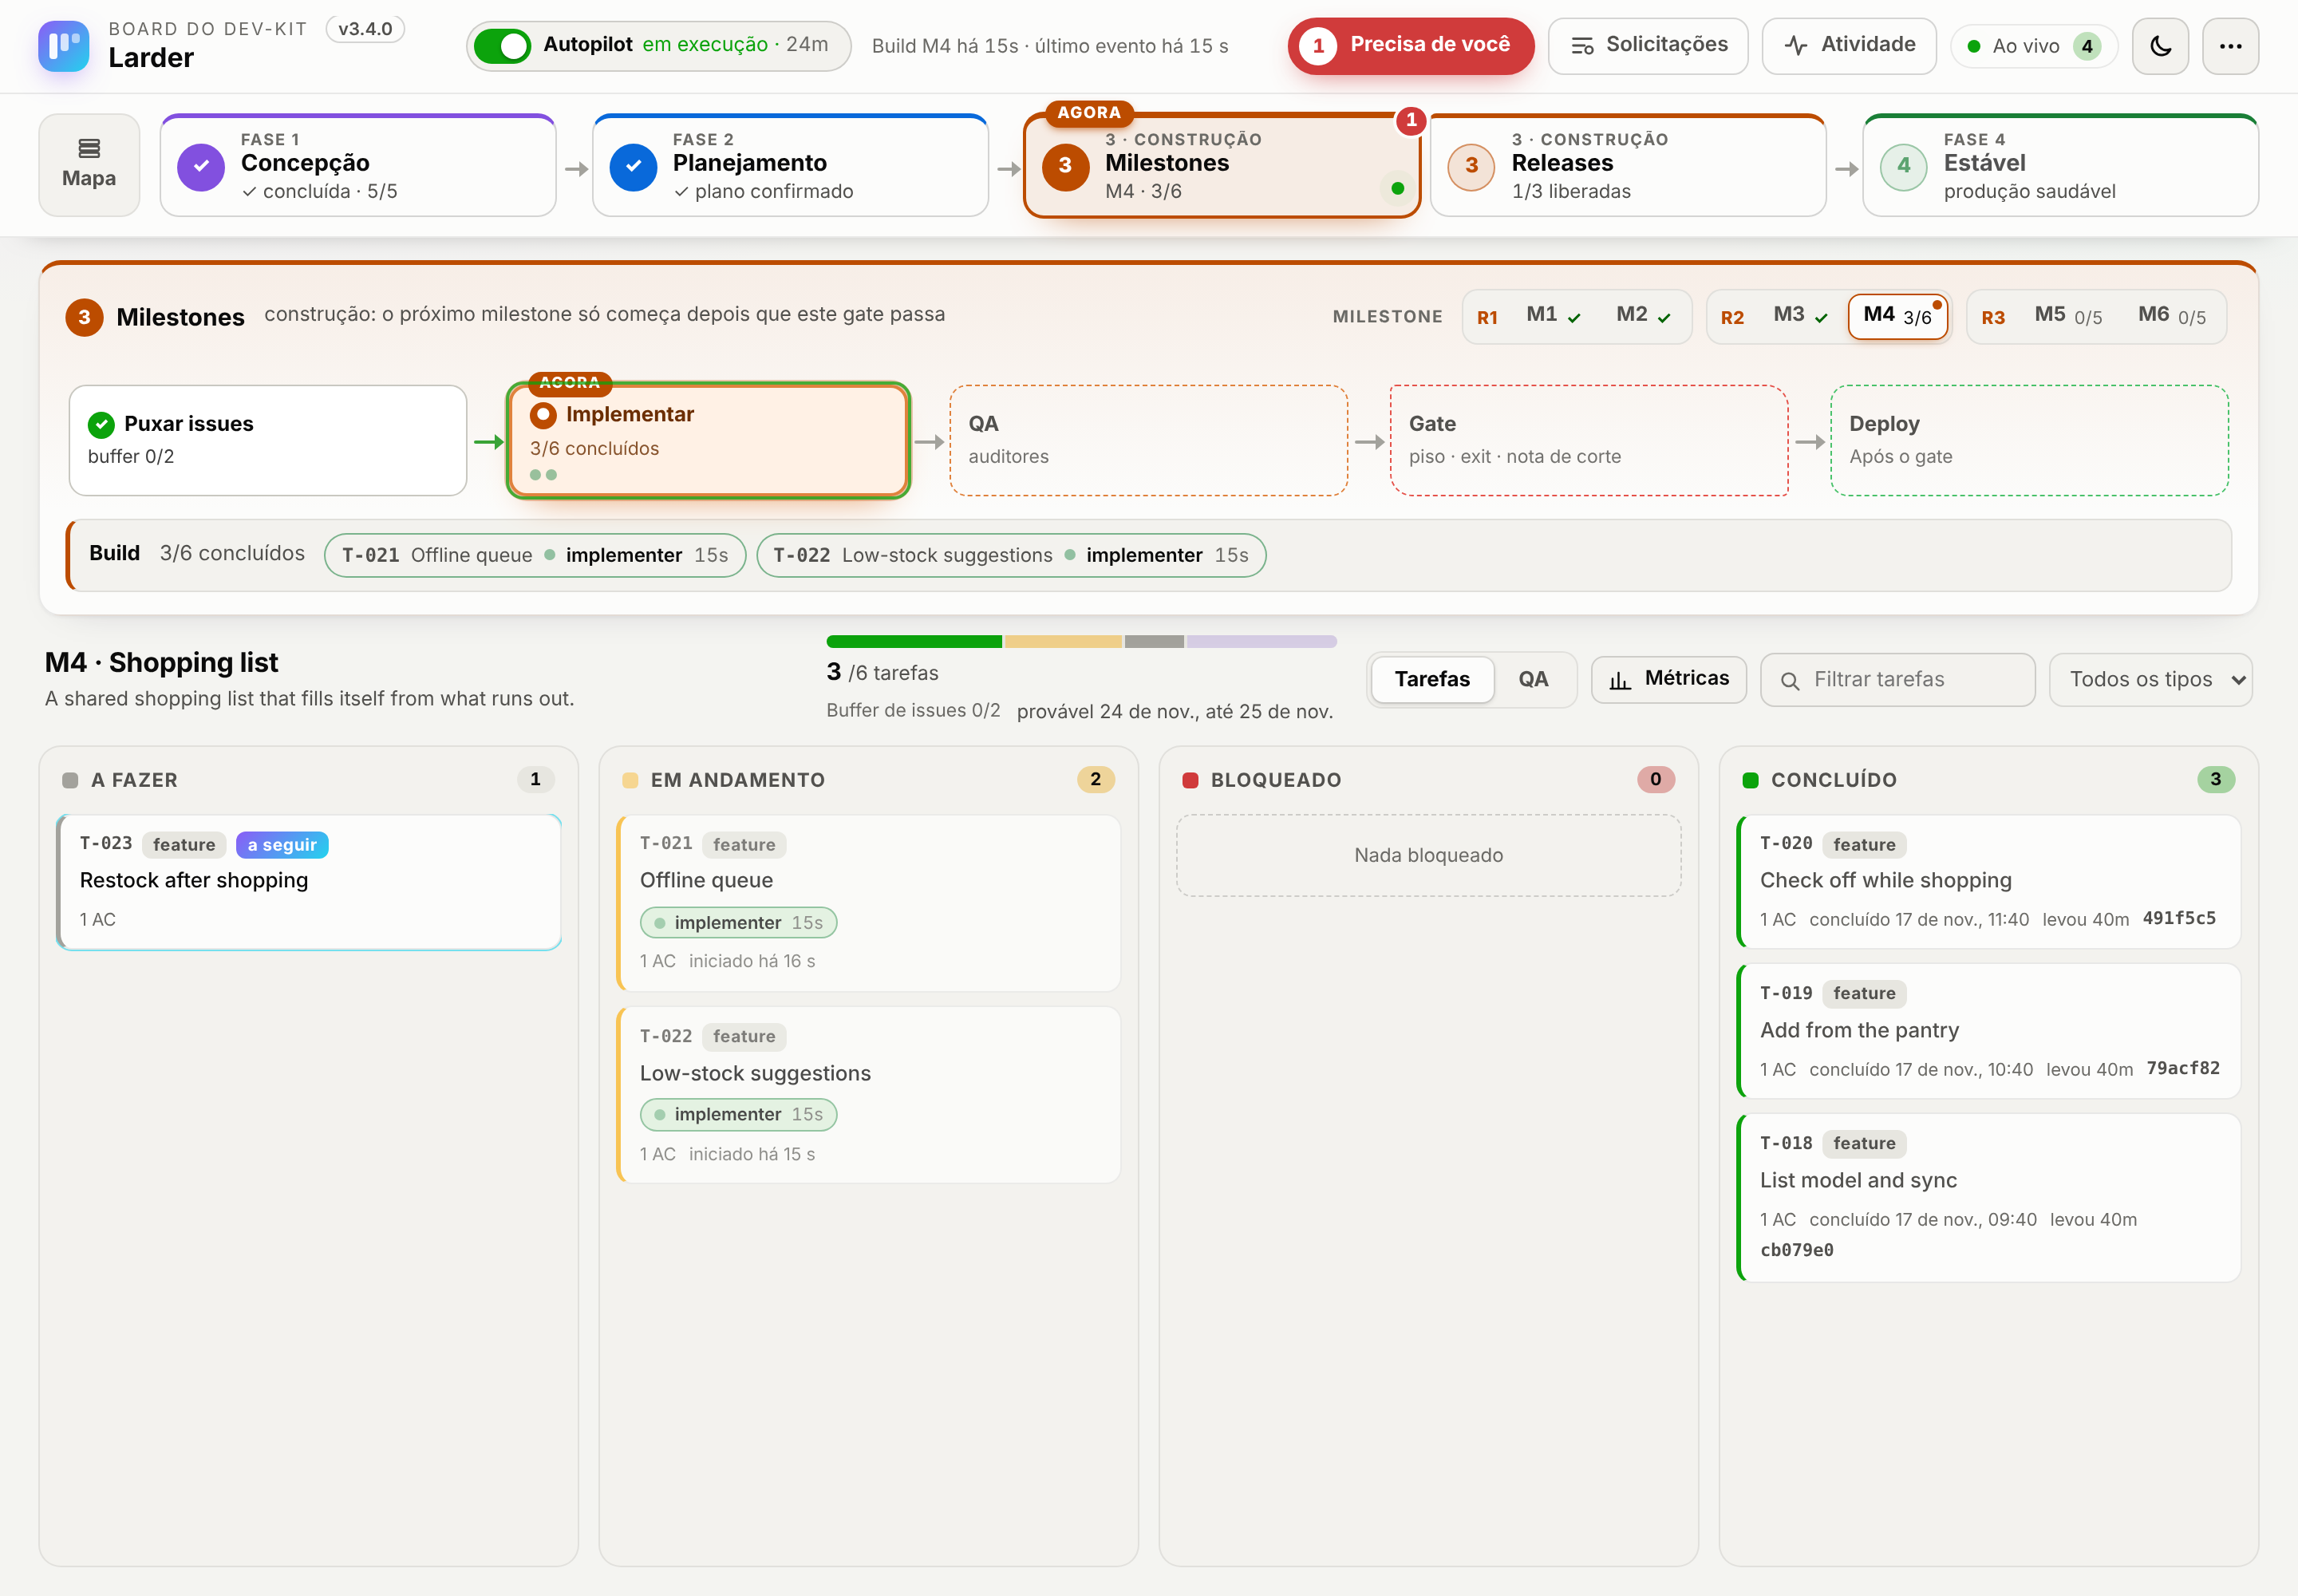 BOARD DO DEV-KIT v3.4.0
Larder
Autopilot em execução · 24m
Build M4 há 15s · último evento há 15 s
1 Precisa de você
Solicitações
Atividade
Ao vivo 4
Mapa
FASE 1
Concepção
✓ concluída · 5/5
FASE 2
Planejamento
✓ plano confirmado
AGORA
1
3
3 · CONSTRUÇÃO
Milestones
M4 · 3/6
3
3 · CONSTRUÇÃO
Releases
1/3 liberadas
4
FASE 4
Estável
produção saudável
3 Milestones construção: o próximo milestone só começa depois que este gate passa
MILESTONE R1 M1 ✓ M2 ✓ R2 M3 ✓ M4 3/6 R3 M5 0/5 M6 0/5
Puxar issues
buffer 0/2
AGORA
Implementar
3/6 concluídos
QA
auditores
Gate
piso · exit · nota de corte
Deploy
Após o gate
Build 3/6 concluídos T-021 Offline queue implementer 15s T-022 Low-stock suggestions implementer 15s
M4 · Shopping list
A shared shopping list that fills itself from what runs out.
3 /6 tarefas
Buffer de issues 0/2 provável 24 de nov., até 25 de nov.
Tarefas QA
Métricas
Filtrar tarefas
Todos os tipos
A FAZER 1
T-023 feature a seguir
Restock after shopping
1 AC
EM ANDAMENTO 2
T-021 feature
Offline queue
implementer 15s
1 AC iniciado há 16 s
T-022 feature
Low-stock suggestions
implementer 15s
1 AC iniciado há 15 s
BLOQUEADO 0
Nada bloqueado
CONCLUÍDO 3
T-020 feature
Check off while shopping
1 AC concluído 17 de nov., 11:40 levou 40m 491f5c5
T-019 feature
Add from the pantry
1 AC concluído 17 de nov., 10:40 levou 40m 79acf82
T-018 feature
List model and sync
1 AC concluído 17 de nov., 09:40 levou 40m
cb079e0